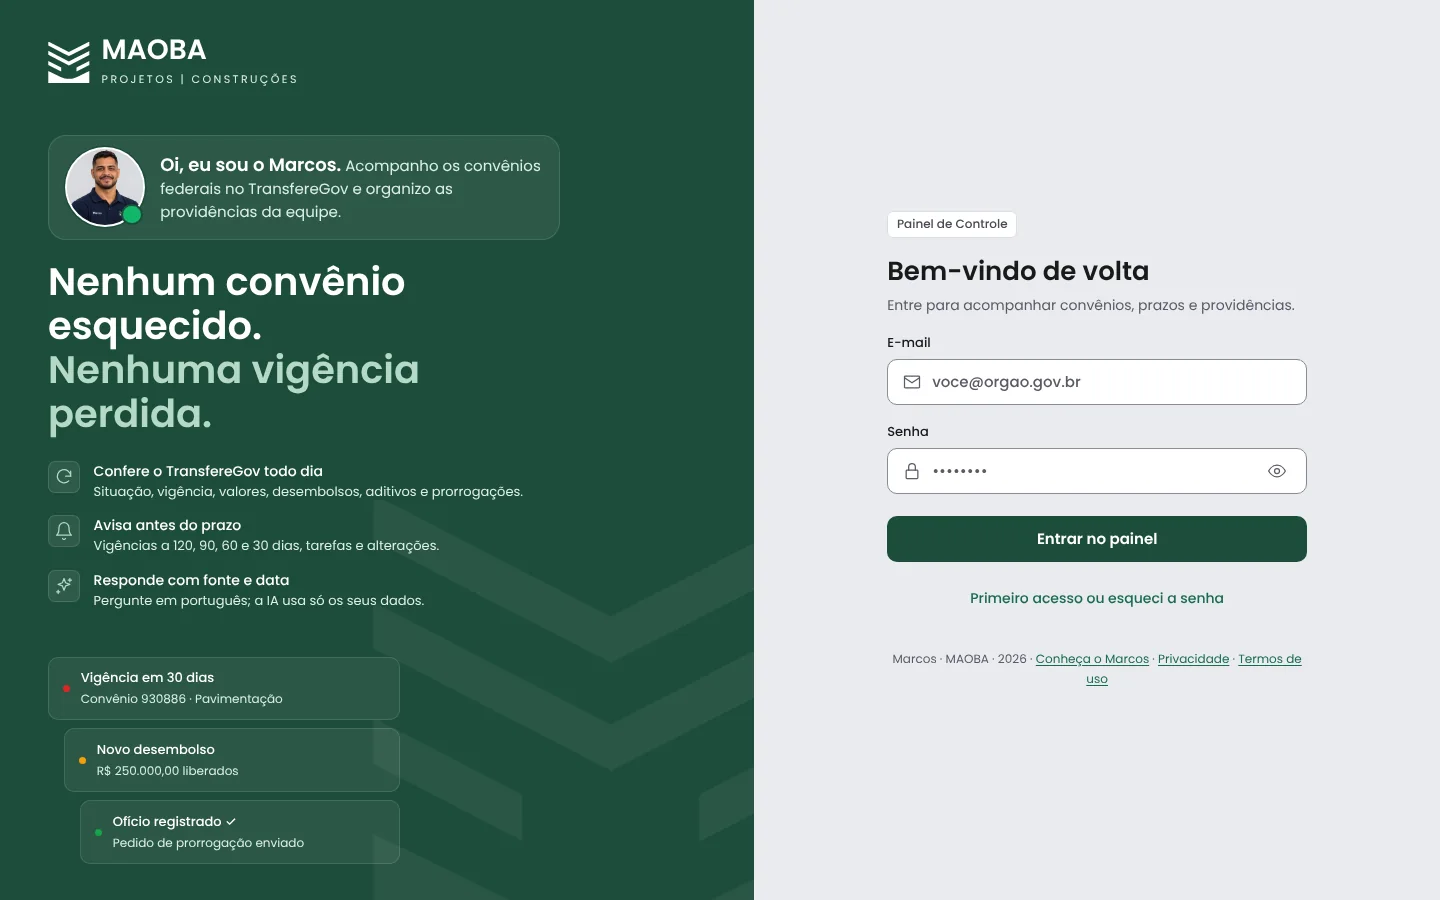 MAOBA
PROJETOS | CONSTRUÇÕES
Oi, eu sou o Marcos. Acompanho os convênios
federais no TransfereGov e organizo as
providências da equipe.
Nenhum convênio
esquecido.
Nenhuma vigência
perdida.
Confere o TransfereGov todo dia
Situação, vigência, valores, desembolsos, aditivos e prorrogações.
Avisa antes do prazo
Vigências a 120, 90, 60 e 30 dias, tarefas e alterações.
Responde com fonte e data
Pergunte em português; a IA usa só os seus dados.
Vigência em 30 dias
Convênio 930886 · Pavimentação
Novo desembolso
R$ 250.000,00 liberados
Ofício registrado ✓
Pedido de prorrogação enviado
Painel de Controle
Bem-vindo de volta
Entre para acompanhar convênios, prazos e providências.
E-mail
voce@orgao.gov.br
Senha
••••••••
Entrar no painel
Primeiro acesso ou esqueci a senha
Marcos · MAOBA · 2026 · Conheça o Marcos · Privacidade · Termos de
uso